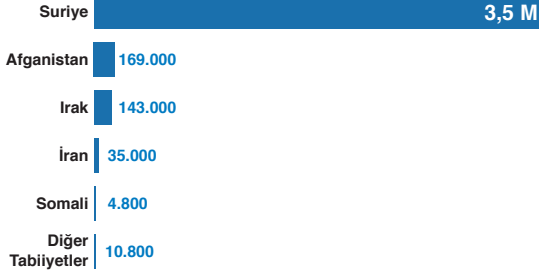 Suriye 3,5 M
Afganistan 169.000
Irak 143.000
İran 35.000
Somali 4.800
Diğer
Tabiiyetler 10.800